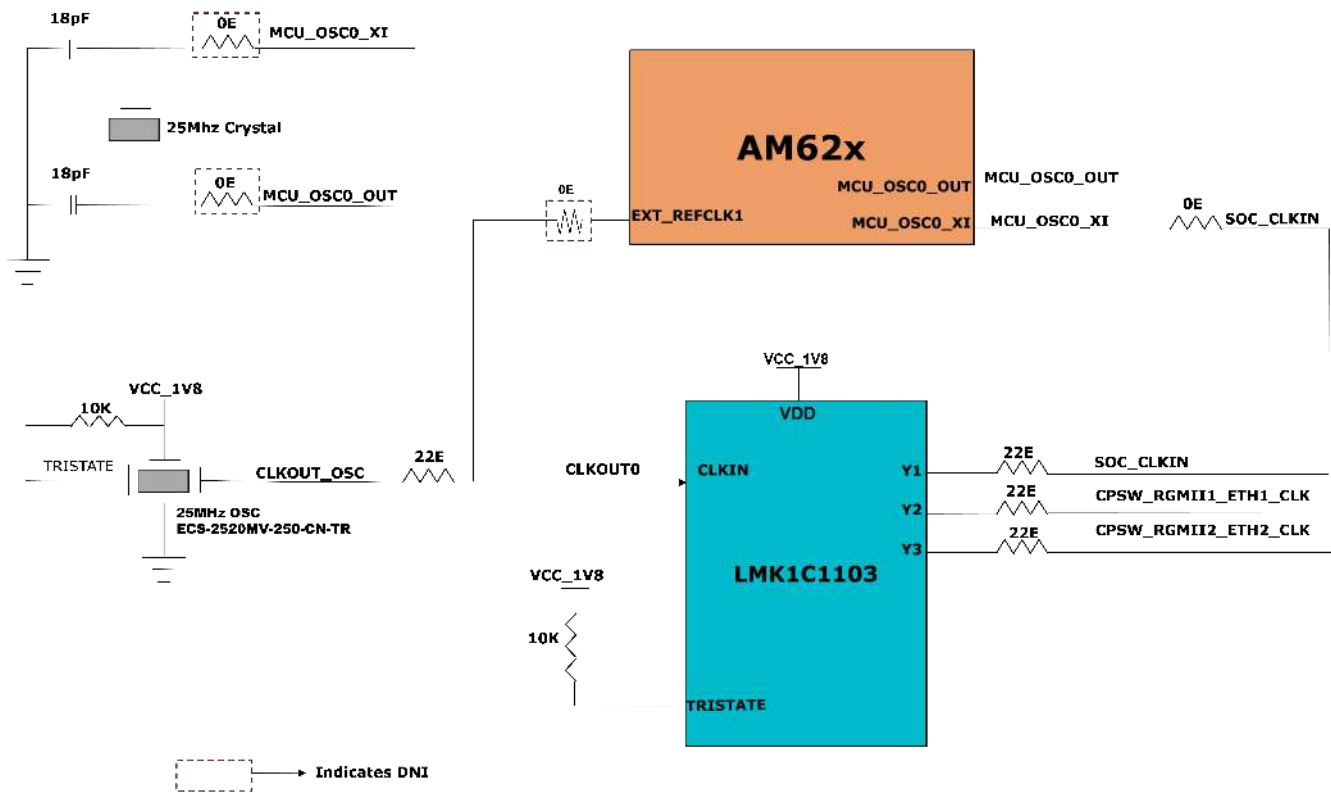 18pF
0E
MCU_OSC0_XI
25Mhz Crystal
18pF
0E
MCU_OSC0_OUT
AM62x
MCU_OSC0_OUT
MCU_OSC0_OUT
0E
EXT_REFCLK1
MCU_OSC0_XI
MCU_OSC0_XI
0E
SOC_CLKIN
VCC_1V8
10K
TRISTATE
CLKOUT_OSC
22E
25MHz OSC
ECS-2520MV-250-CN-TR
VCC_1V8
VDD
CLKOUT0
CLKIN
Y1
22E
SOC_CLKIN
Y2
22E
CPSW_RGMII1_ETH1_CLK
Y3
22E
CPSW_RGMII2_ETH2_CLK
LMK1C1103
VCC_1V8
10K
TRISTATE
Indicates DNI